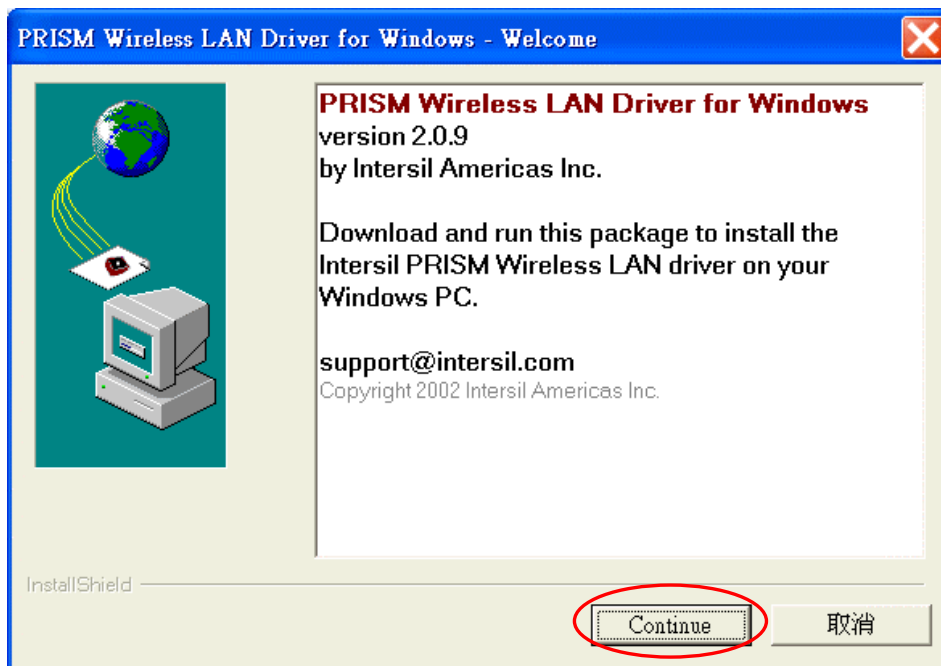 PRISM Wireless LAN Driver for Windows - Welcome
PRISM Wireless LAN Driver for Windows
version 2.0.9
by Intersil Americas Inc.
Download and run this package to install the
Intersil PRISM Wireless LAN driver on your
Windows PC.
support@intersil.com
Copyright 2002 Intersil Americas Inc.
InstallShield
Continue
取消